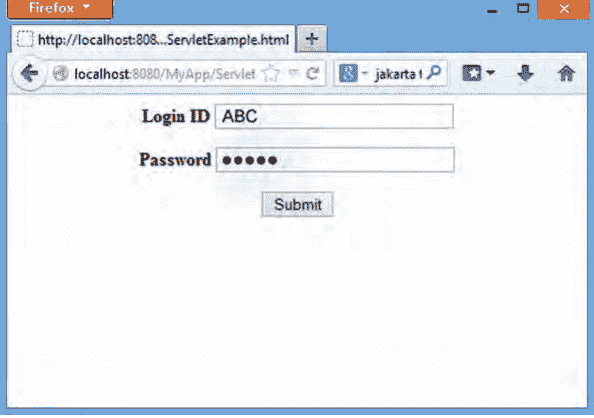 Firefox
http://localhost:808...ServletExample.html
localhost:8080/MyApp/Servlet
jakarta t
Login ID ABC
Password ●●●●●
Submit